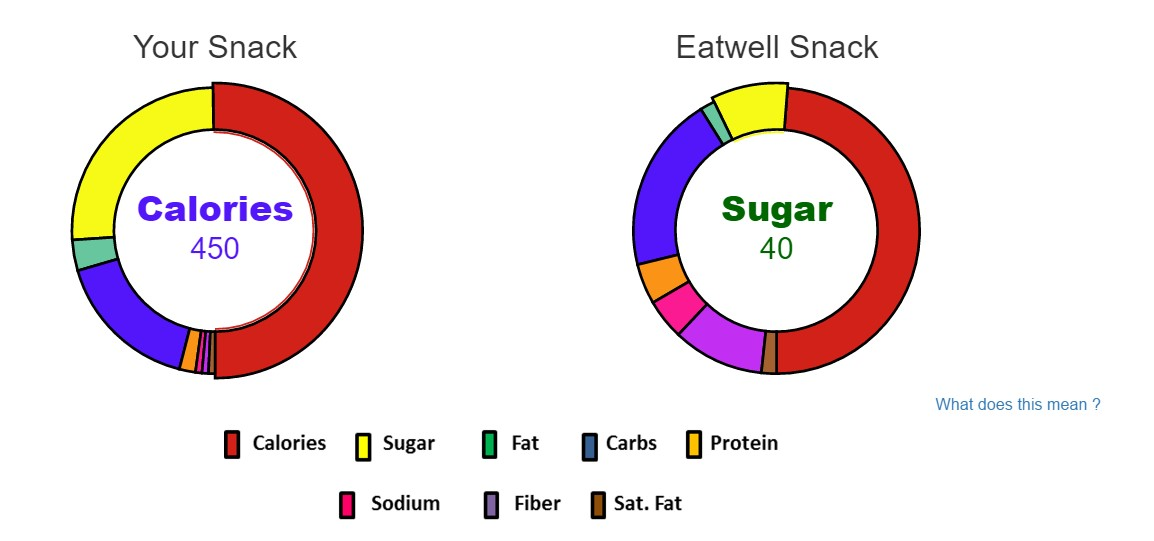 Your Snack
Eatwell Snack
Calories
450
Sugar
40
What does this mean ?
Calories Sugar Fat Carbs Protein
Sodium Fiber Sat. Fat